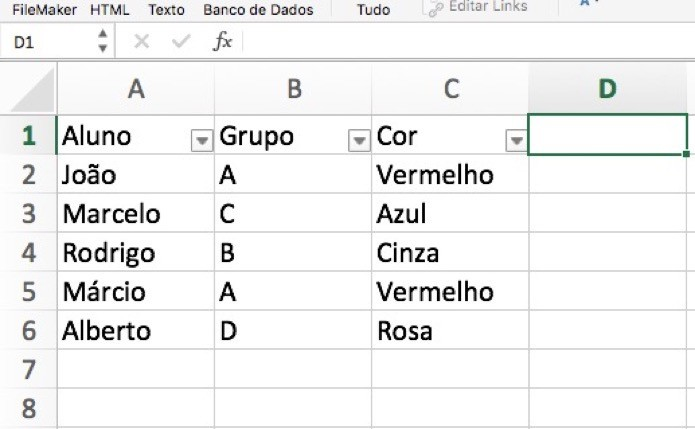 FileMaker HTML Texto Banco de Dados Tudo Editar Links
D1 fx
A B C D
1 Aluno Grupo Cor
2 João A Vermelho
3 Marcelo C Azul
4 Rodrigo B Cinza
5 Márcio A Vermelho
6 Alberto D Rosa
7
8